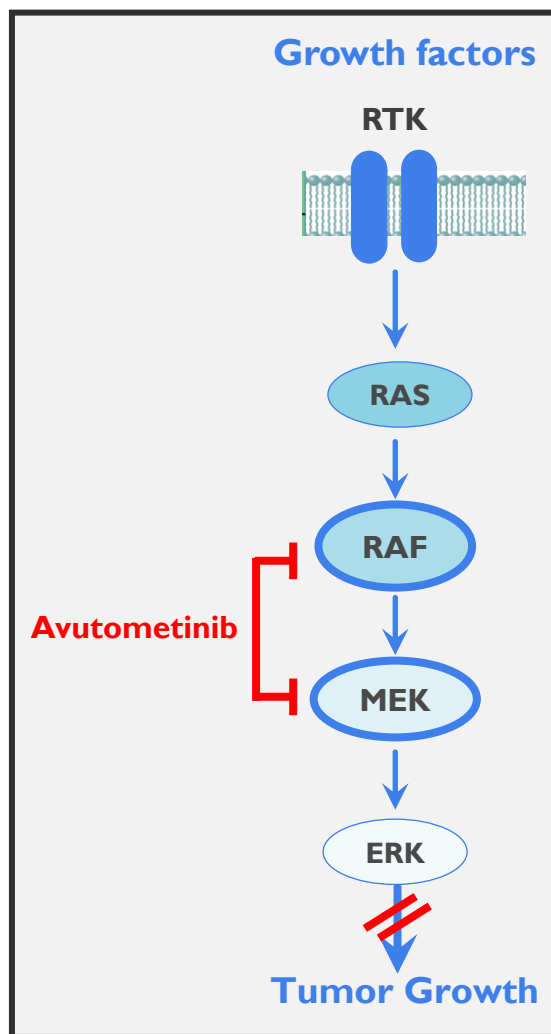 Growth factors
RTK
RAS
RAF
Avutometinib
MEK
ERK
Tumor Growth